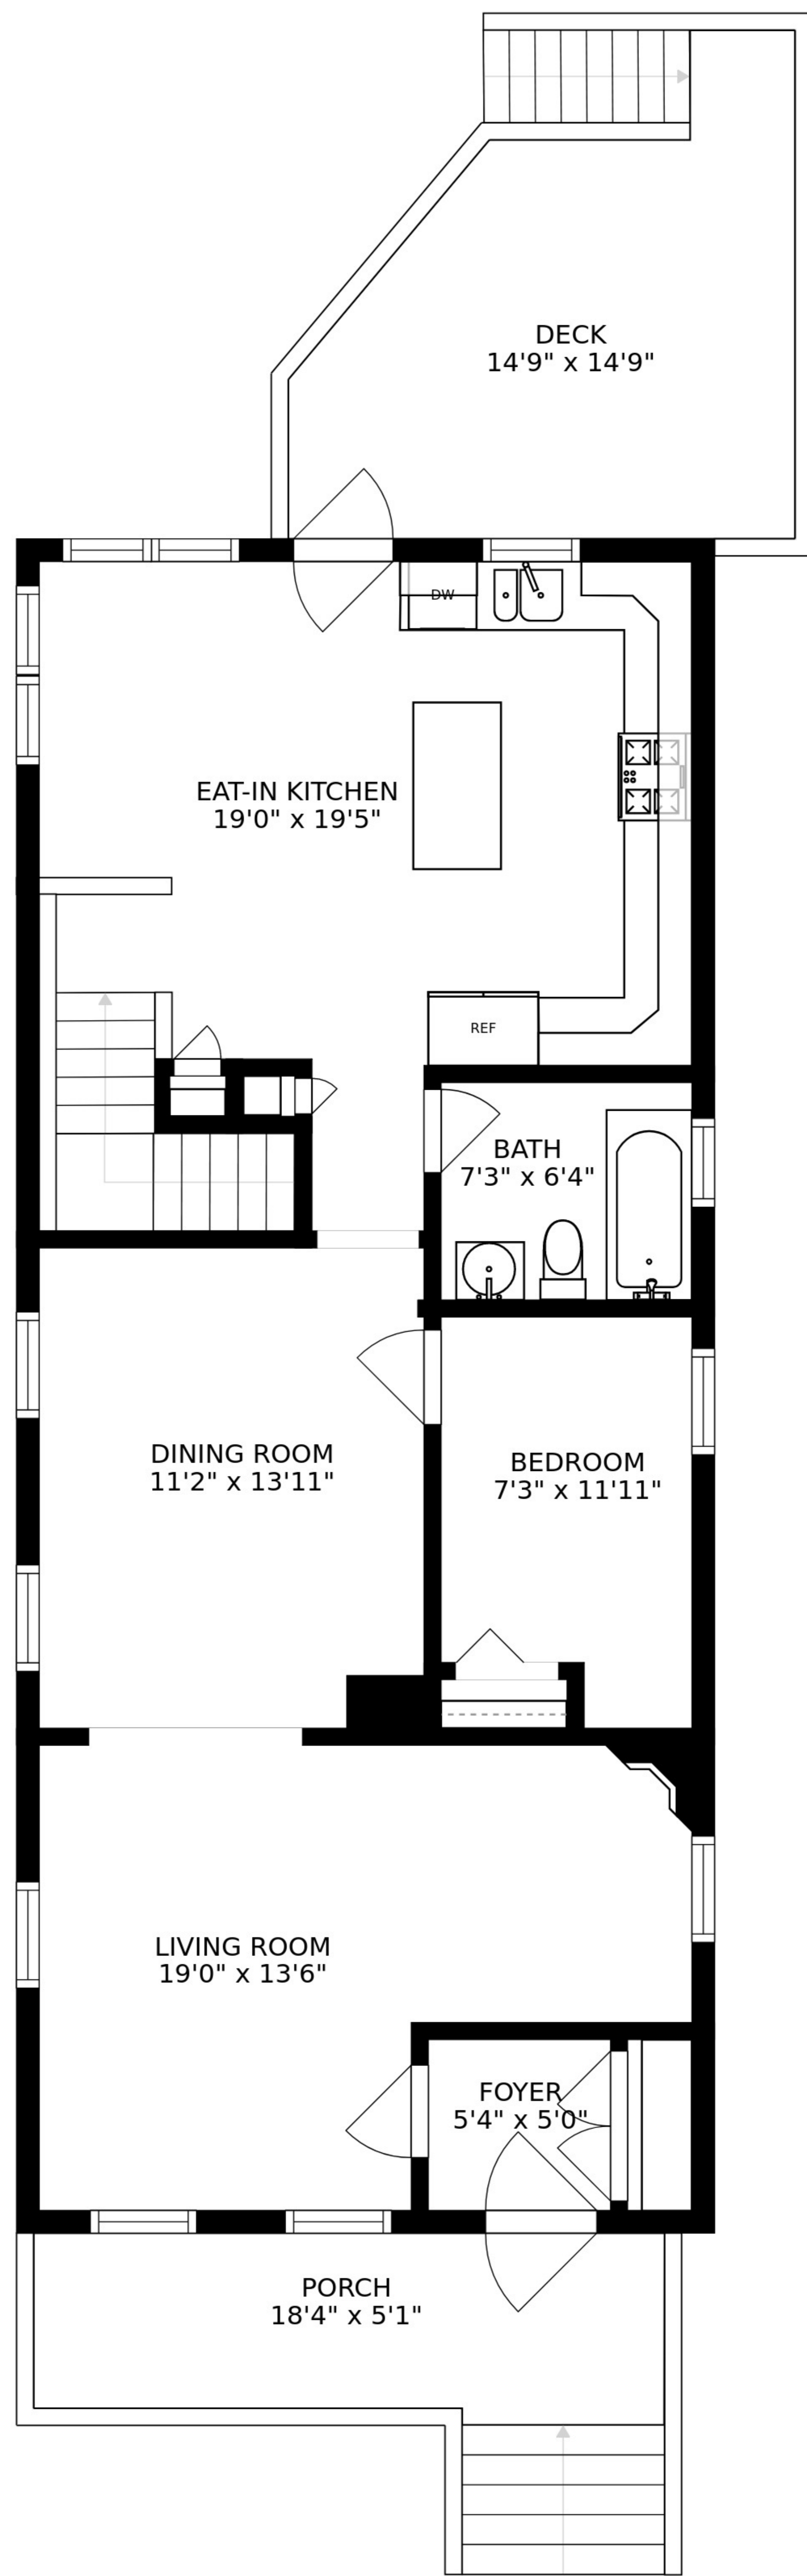 DECK
14'9" x 14'9"
DW
EAT-IN KITCHEN
19'0" x 19'5"
REF
BATH
7'3" x 6'4"
DINING ROOM
11'2" x 13'11"
BEDROOM
7'3" x 11'11"
LIVING ROOM
19'0" x 13'6"
FOYER
5'4" x 5'0"
PORCH
18'4" x 5'1"